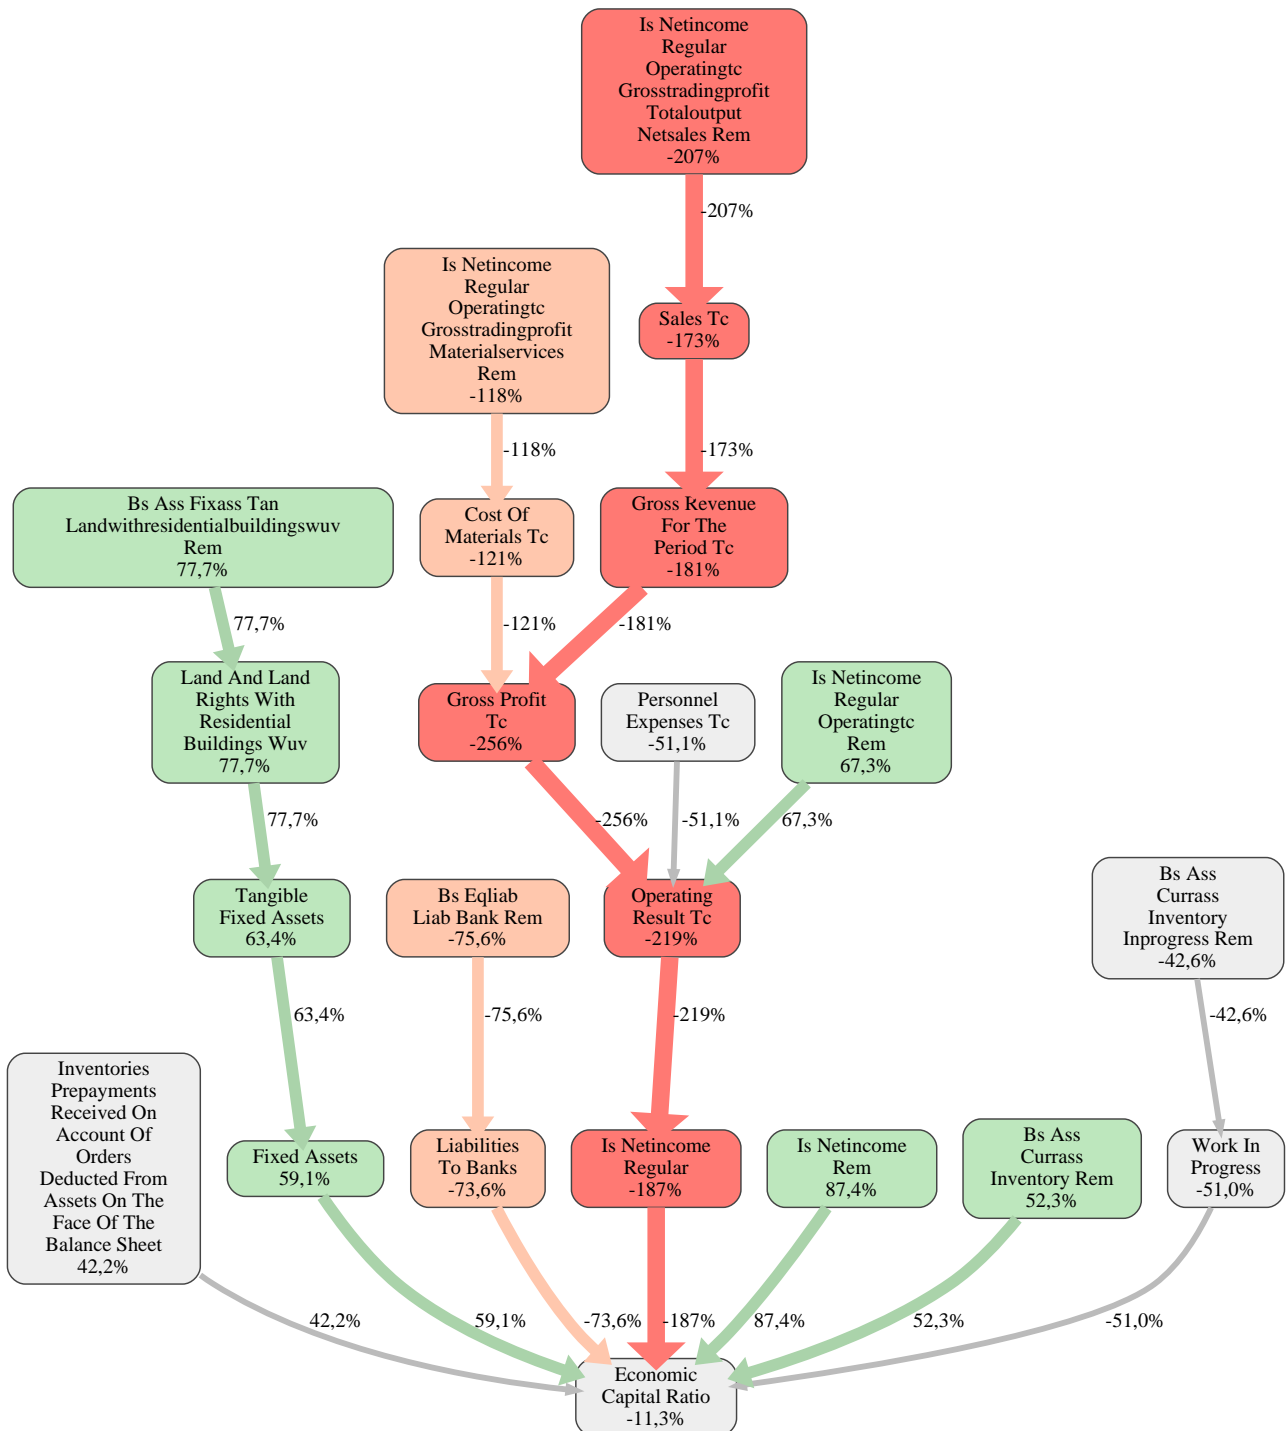 Is Netincome
Regular
Operatingtc
Grosstradingprofit
Totaloutput
Netsales Rem
-207%
-207%
Is Netincome
Regular
Operatingtc
Grosstradingprofit
Materialservices
Rem
-118%
Sales Tc
-173%
-118%
-173%
Bs Ass Fixass Tan
Landwithresidentialbuildingswuv
Rem
77,7%
Cost Of
Materials Tc
-121%
Gross Revenue
For The
Period Tc
-181%
77,7%
-121%
-181%
Land And Land
Rights With
Residential
Buildings Wuv
77,7%
Gross Profit
Tc
-256%
Personnel
Expenses Tc
-51,1%
Is Netincome
Regular
Operatingtc
Rem
67,3%
77,7%
-256%
-51,1%
67,3%
Tangible
Fixed Assets
63,4%
Bs Eqliab
Liab Bank Rem
-75,6%
Operating
Result Tc
-219%
Bs Ass
Currass
Inventory
Inprogress Rem
-42,6%
63,4%
-75,6%
-219%
-42,6%
Inventories
Prepayments
Received On
Account Of
Orders
Deducted From
Assets On The
Face Of The
Balance Sheet
42,2%
Fixed Assets
59,1%
Liabilities
To Banks
-73,6%
Is Netincome
Regular
-187%
Is Netincome
Rem
87,4%
Bs Ass
Currass
Inventory Rem
52,3%
Work In
Progress
-51,0%
42,2%
59,1%
-73,6%
-187%
87,4%
52,3%
-51,0%
Economic
Capital Ratio
-11,3%